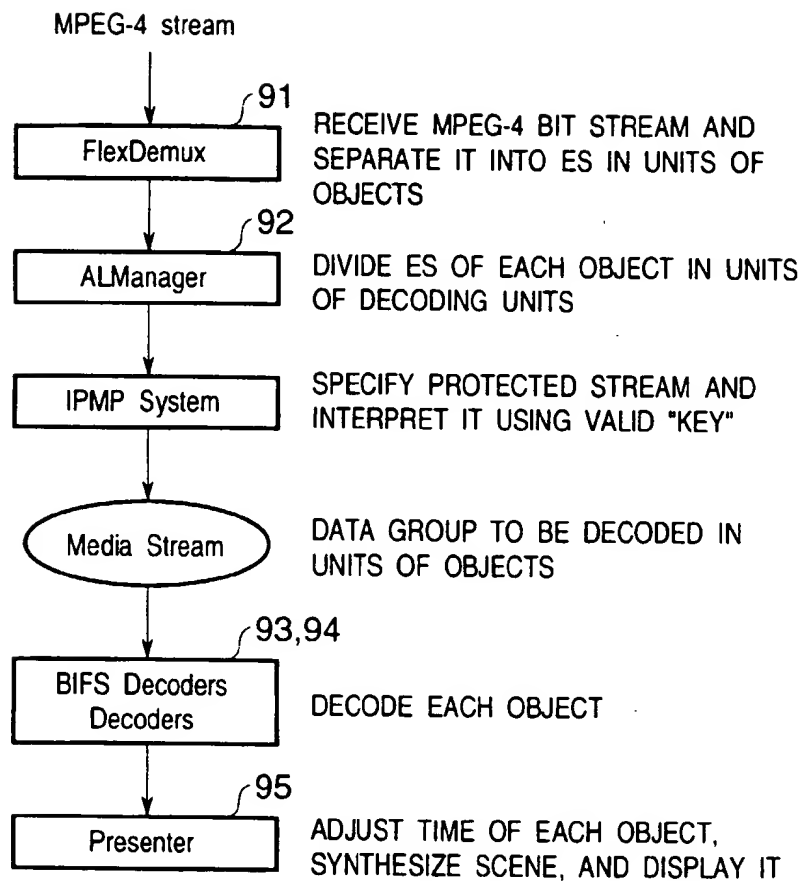 MPEG-4 stream
91
FlexDemux
RECEIVE MPEG-4 BIT STREAM AND
SEPARATE IT INTO ES IN UNITS OF
OBJECTS
92
ALManager
DIVIDE ES OF EACH OBJECT IN UNITS
OF DECODING UNITS
IPMP System
SPECIFY PROTECTED STREAM AND
INTERPRET IT USING VALID "KEY"
Media Stream
DATA GROUP TO BE DECODED IN
UNITS OF OBJECTS
93,94
BIFS Decoders
Decoders
DECODE EACH OBJECT
95
Presenter
ADJUST TIME OF EACH OBJECT,
SYNTHESIZE SCENE, AND DISPLAY IT